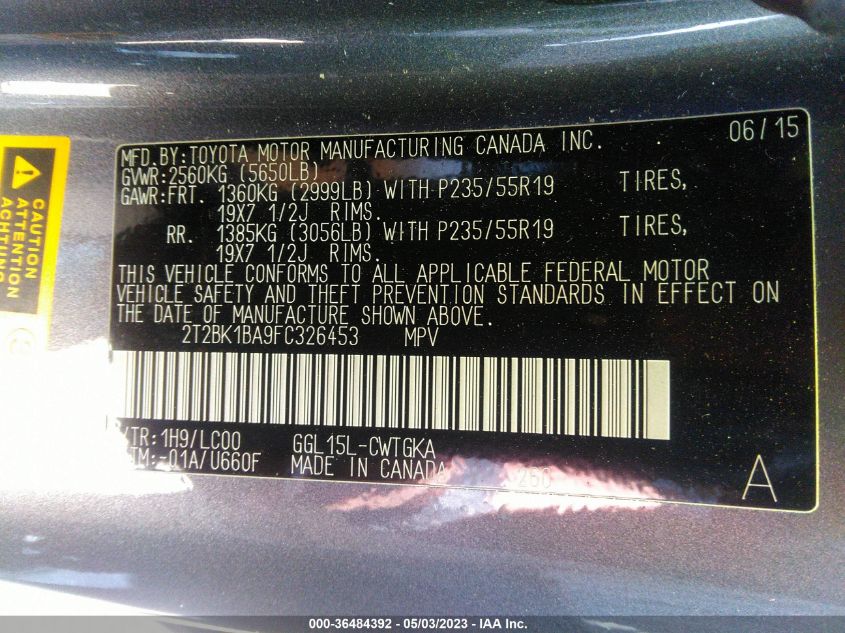 06/15
MFD.BY:TOYOTA MOTOR MANUFACTURING CANADA INC.
GVWR:2560KG (5650LB)
GAWR:FRT. 1360KG (2999LB) WITH P235/55R19 TIRES,
19X7 1/2J RIMS.
RR. 1385KG (3056LB) WITH P235/55R19 TIRES,
19X7 1/2J RIMS.
THIS VEHICLE CONFORMS TO ALL APPLICABLE FEDERAL MOTOR
VEHICLE SAFETY AND THEFT PREVENTION STANDARDS IN EFFECT ON
THE DATE OF MANUFACTURE SHOWN ABOVE.
2T2BK1BA9FC326453 MPV
/TR:1H9/LC00 GGL15L-CWTGKA
TM:-01A/U660F MADE IN CANADA 250
A
CAUTION
ATTENTION
ACHTUNG
000-36484392 - 05/03/2023 - IAA Inc.